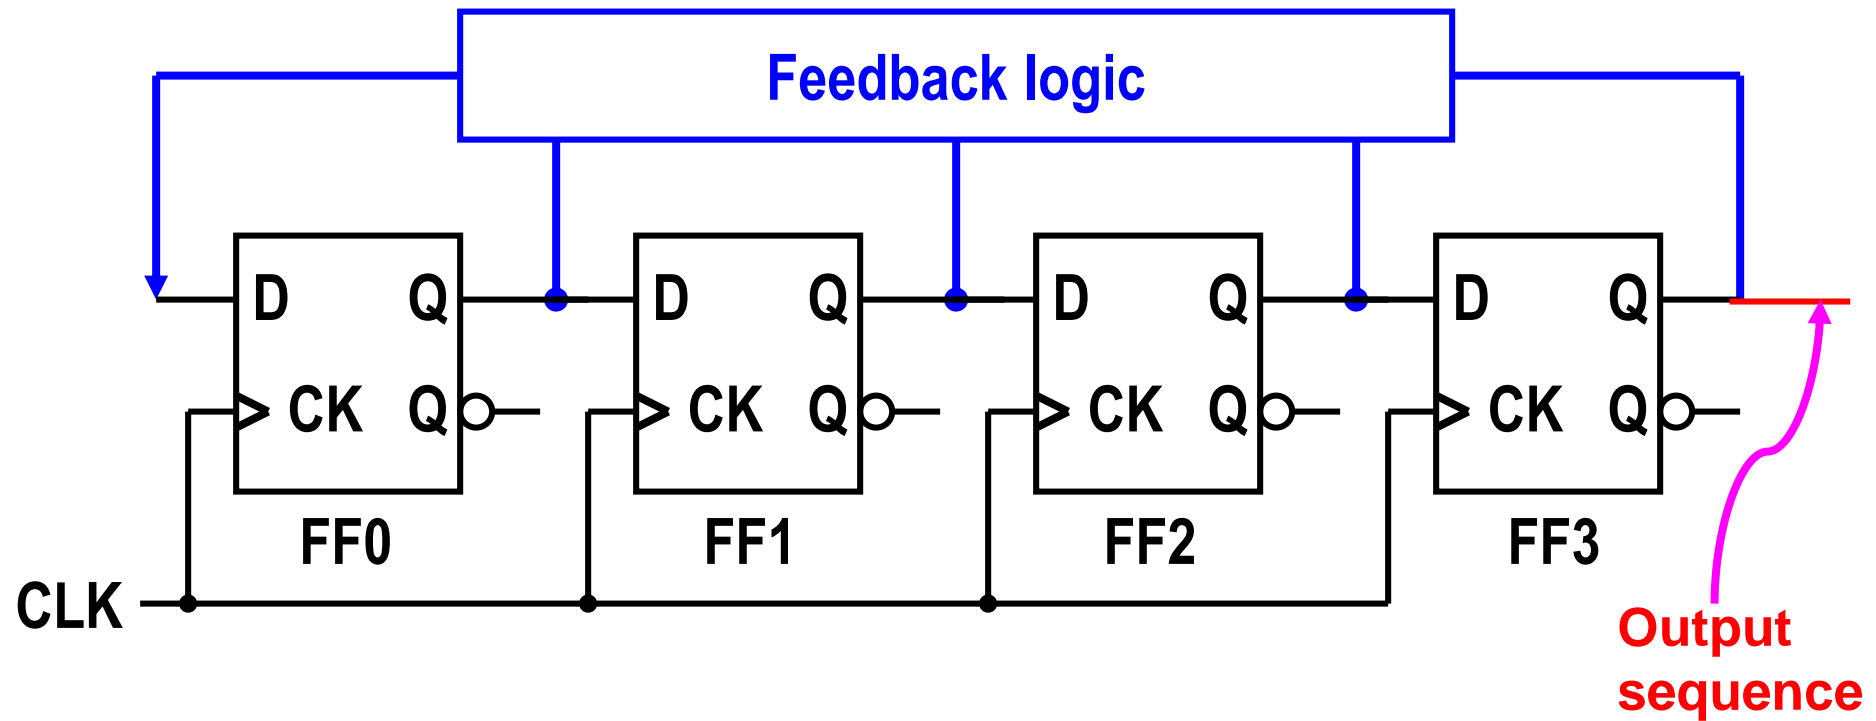 Feedback logic
D Q D Q D Q D Q
CK Q CK Q CK Q CK Q
FF0 FF1 FF2 FF3
CLK
Output
sequence